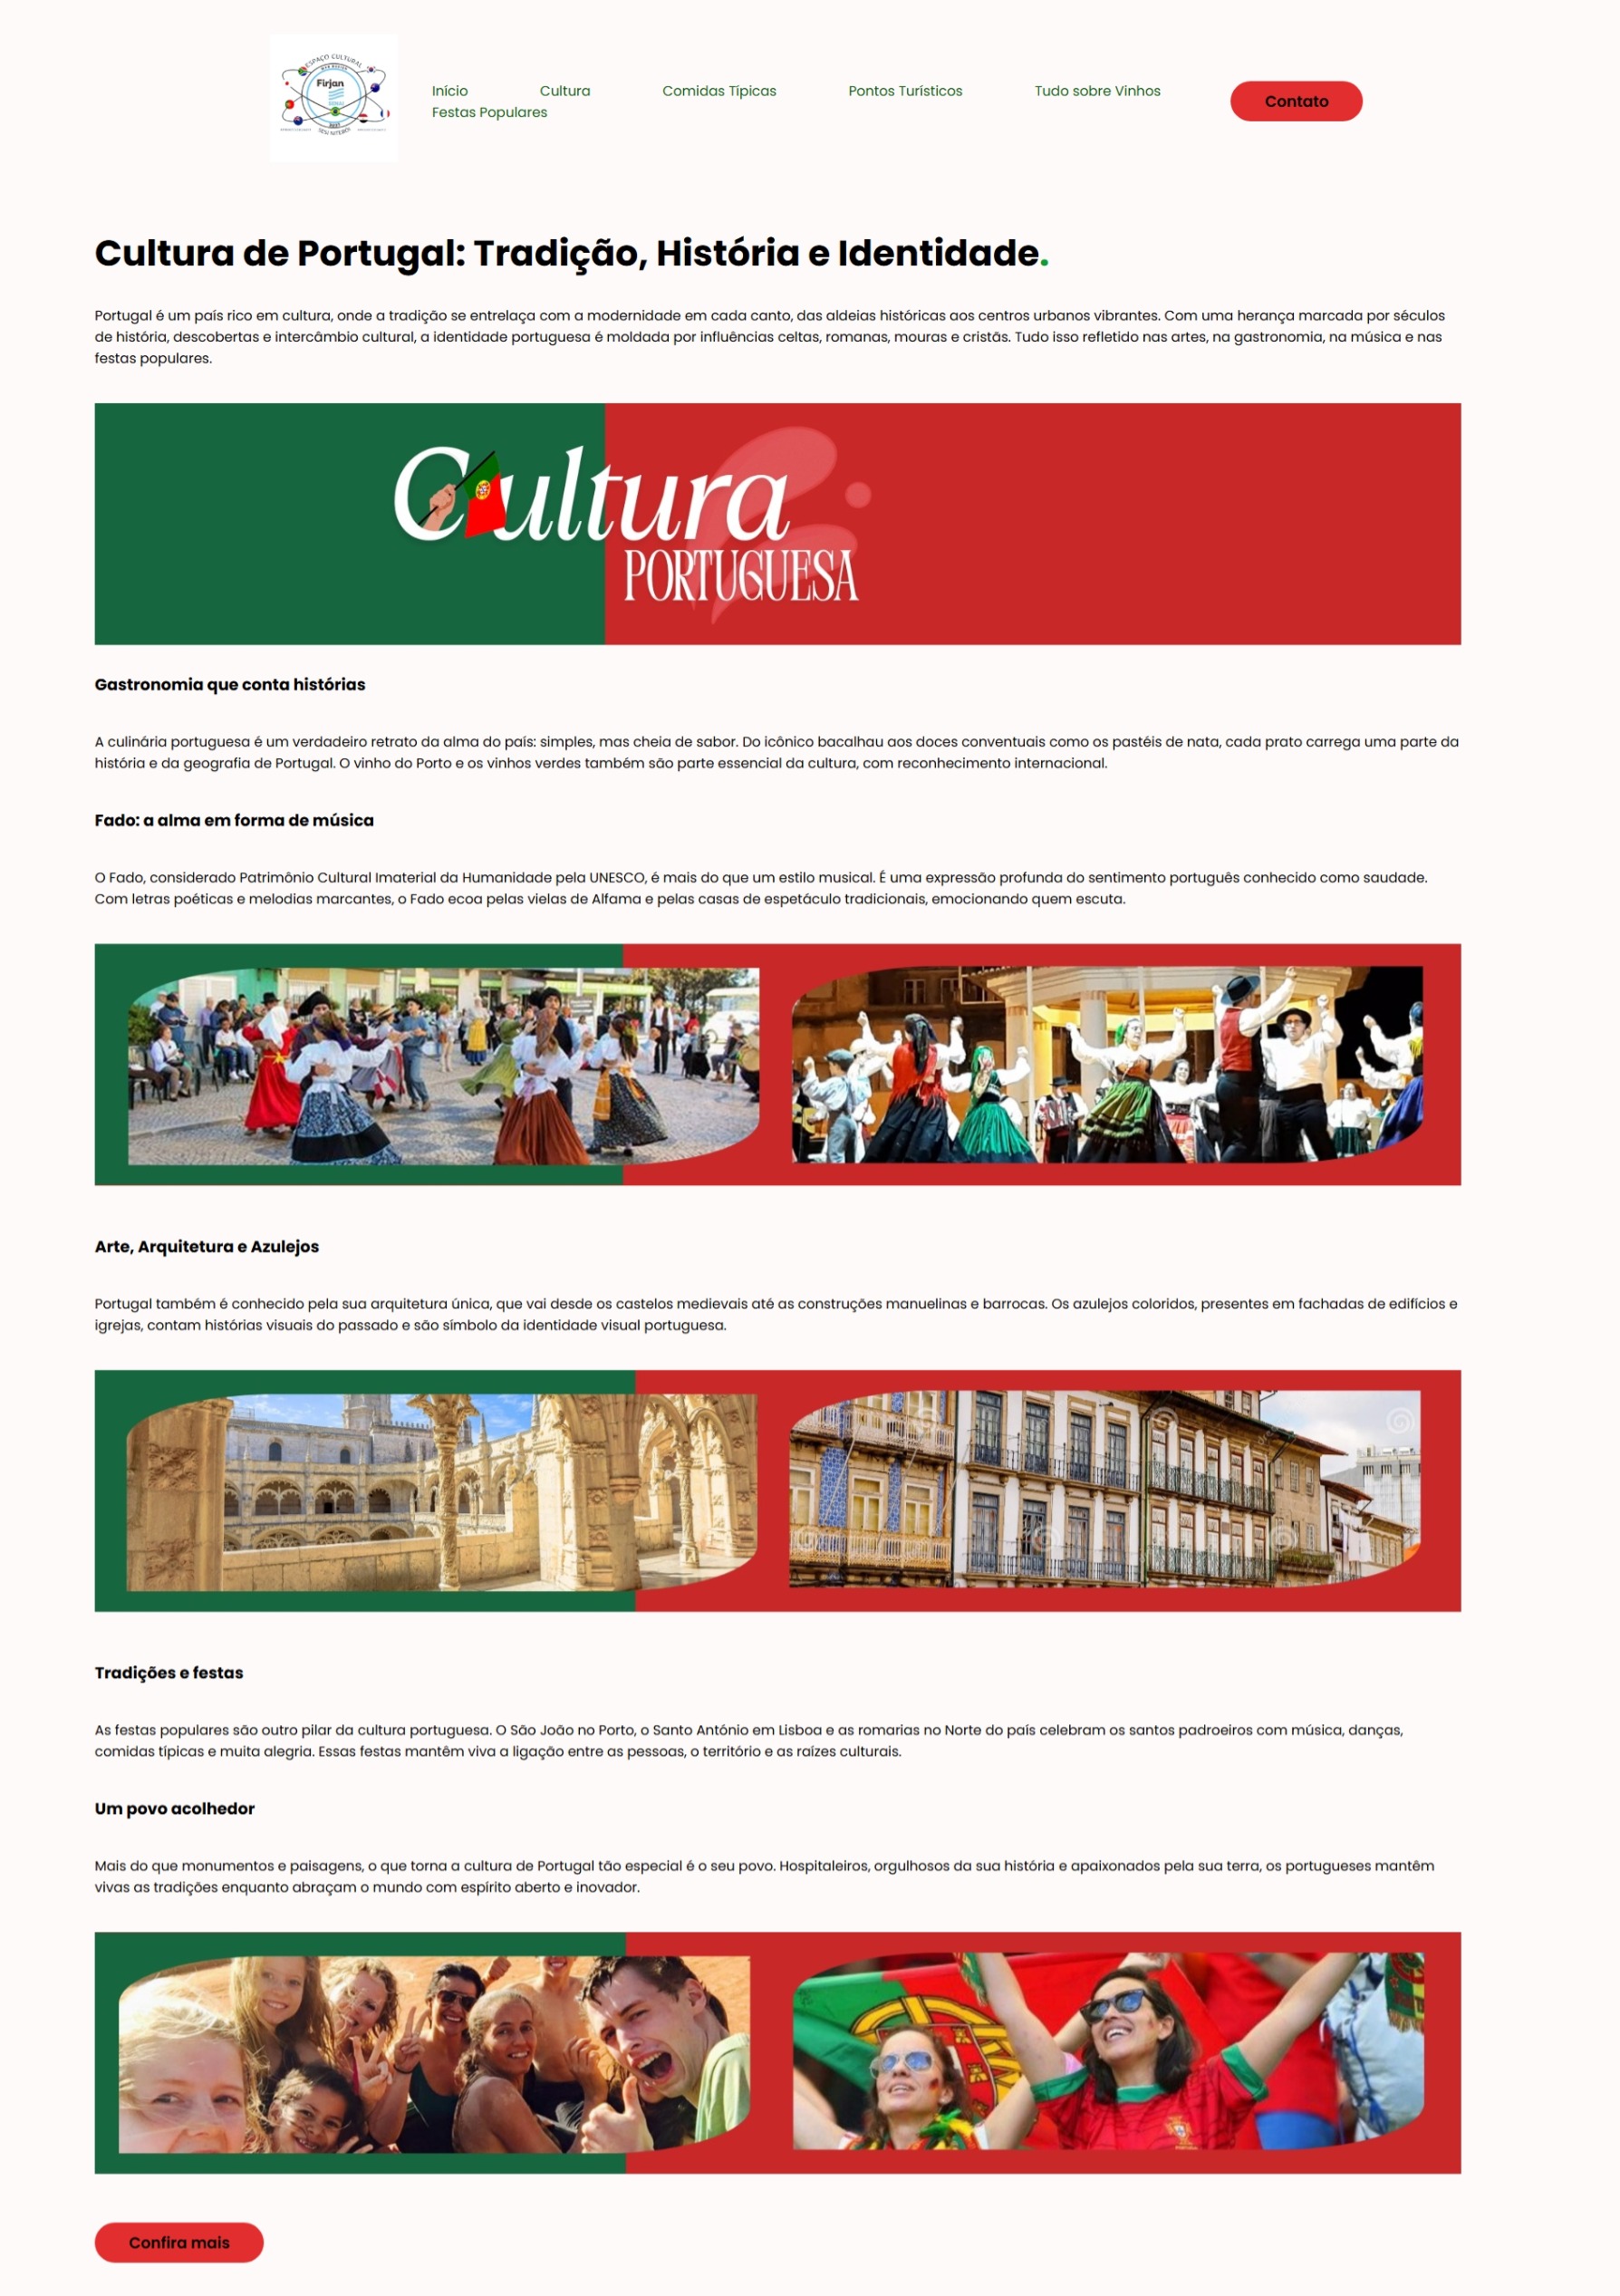 ESPAÇO CULTURAL
Firjan
SENAI
Início
Cultura
Comidas Típicas
Pontos Turísticos
Tudo sobre Vinhos
Festas Populares
Contato
Cultura de Portugal: Tradição, História e Identidade.
Portugal é um país rico em cultura, onde a tradição se entrelaça com a modernidade em cada canto, das aldeias históricas aos centros urbanos vibrantes. Com uma herança marcada por séculos
de história, descobertas e intercâmbio cultural, a identidade portuguesa é moldada por influências celtas, romanas, mouras e cristãs. Tudo isso refletido nas artes, na gastronomia, na música e nas
festas populares.
Cultura
PORTUGUESA
Gastronomia que conta histórias
A culinária portuguesa é um verdadeiro retrato da alma do país: simples, mas cheia de sabor. Do icônico bacalhau aos doces conventuais como os pastéis de nata, cada prato carrega uma parte da
história e da geografia de Portugal. O vinho do Porto e os vinhos verdes também são parte essencial da cultura, com reconhecimento internacional.
Fado: a alma em forma de música
O Fado, considerado Patrimônio Cultural Imaterial da Humanidade pela UNESCO, é mais do que um estilo musical. É uma expressão profunda do sentimento português conhecido como saudade.
Com letras poéticas e melodias marcantes, o Fado ecoa pelas vielas de Alfama e pelas casas de espetáculo tradicionais, emocionando quem escuta.
Arte, Arquitetura e Azulejos
Portugal também é conhecido pela sua arquitetura única, que vai desde os castelos medievais até as construções manuelinas e barrocas. Os azulejos coloridos, presentes em fachadas de edifícios e
igrejas, contam histórias visuais do passado e são símbolo da identidade visual portuguesa.
Tradições e festas
As festas populares são outro pilar da cultura portuguesa. O São João no Porto, o Santo António em Lisboa e as romarias no Norte do país celebram os santos padroeiros com música, danças,
comidas típicas e muita alegria. Essas festas mantêm viva a ligação entre as pessoas, o território e as raízes culturais.
Um povo acolhedor
Mais do que monumentos e paisagens, o que torna a cultura de Portugal tão especial é o seu povo. Hospitaleiros, orgulhosos da sua história e apaixonados pela sua terra, os portugueses mantêm
vivas as tradições enquanto abraçam o mundo com espírito aberto e inovador.
Confira mais